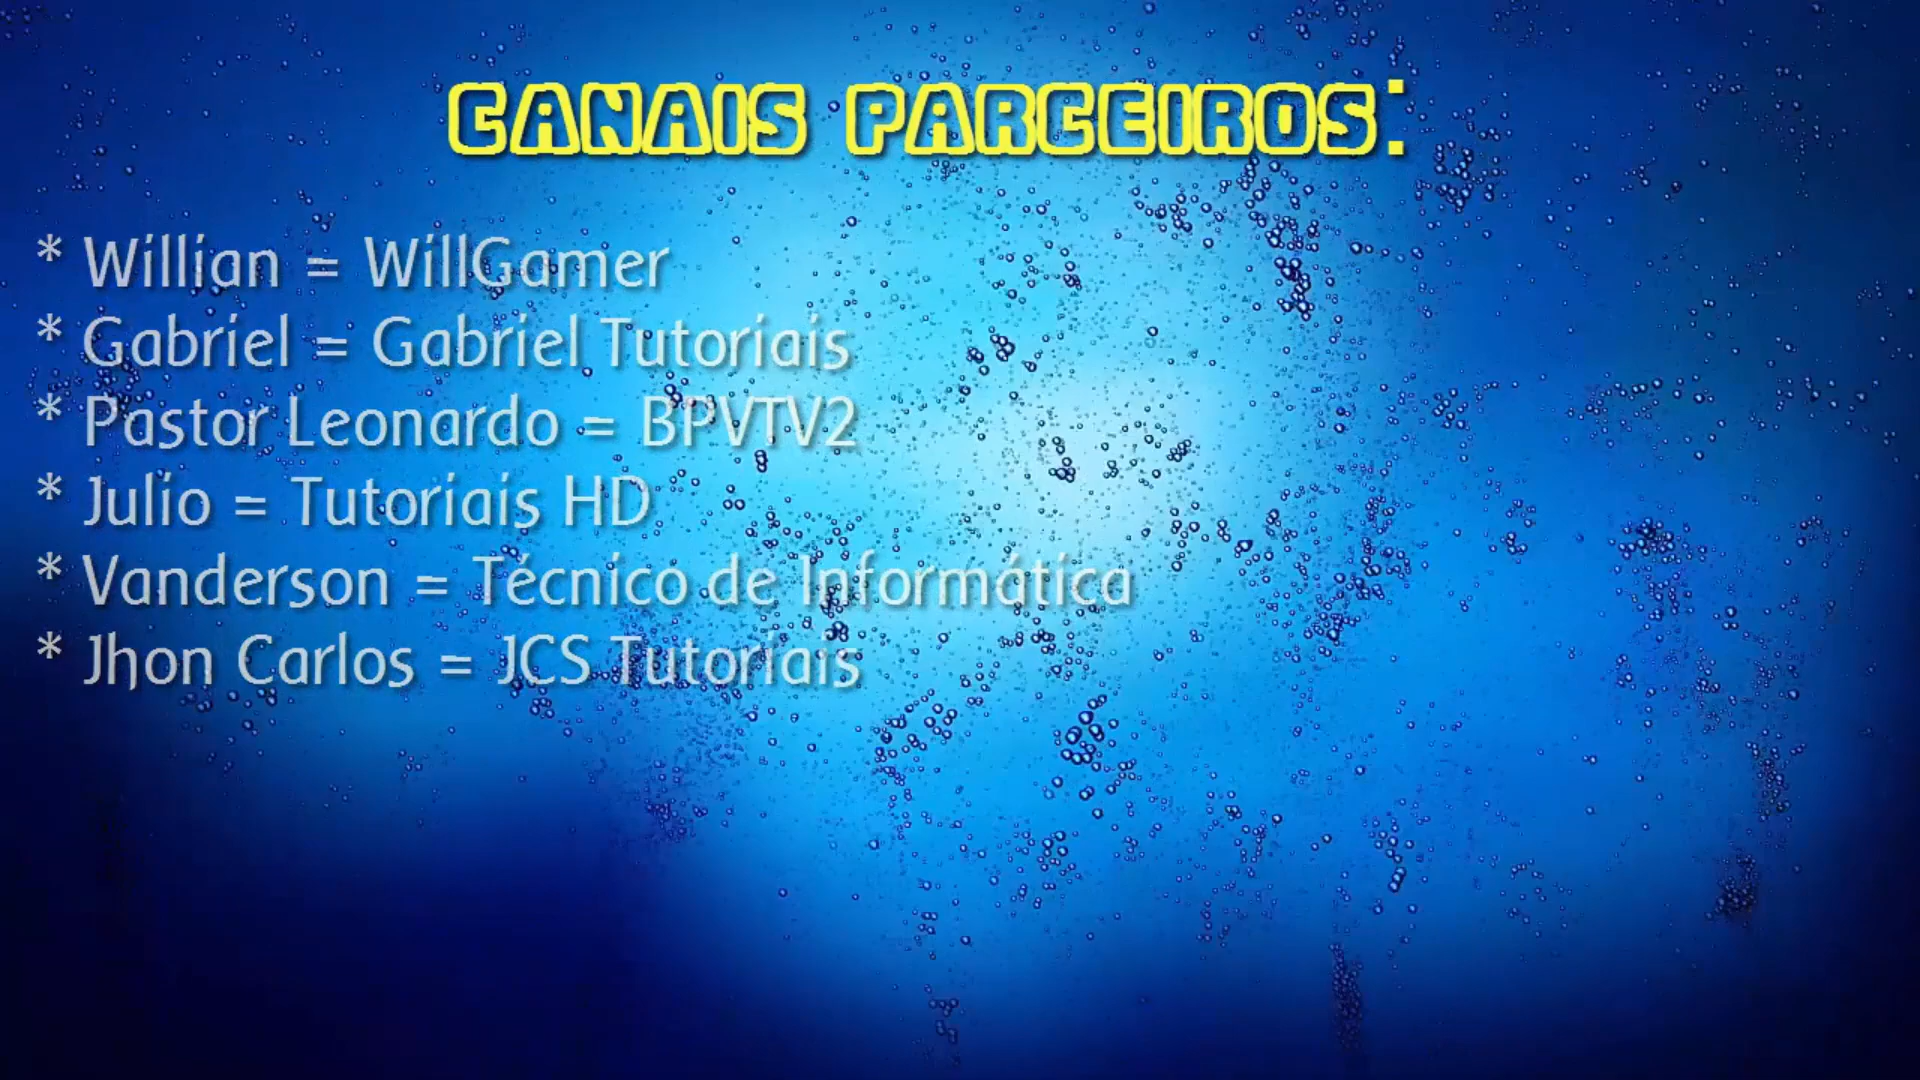 CANAIS PARCEIROS:
* Willian = WillGamer
* Gabriel = Gabriel Tutoriais
* Pastor Leonardo = BPVTV2
* Julio = Tutoriais HD
* Vanderson = Técnico de Informática
* Jhon Carlos = JCS Tutoriais